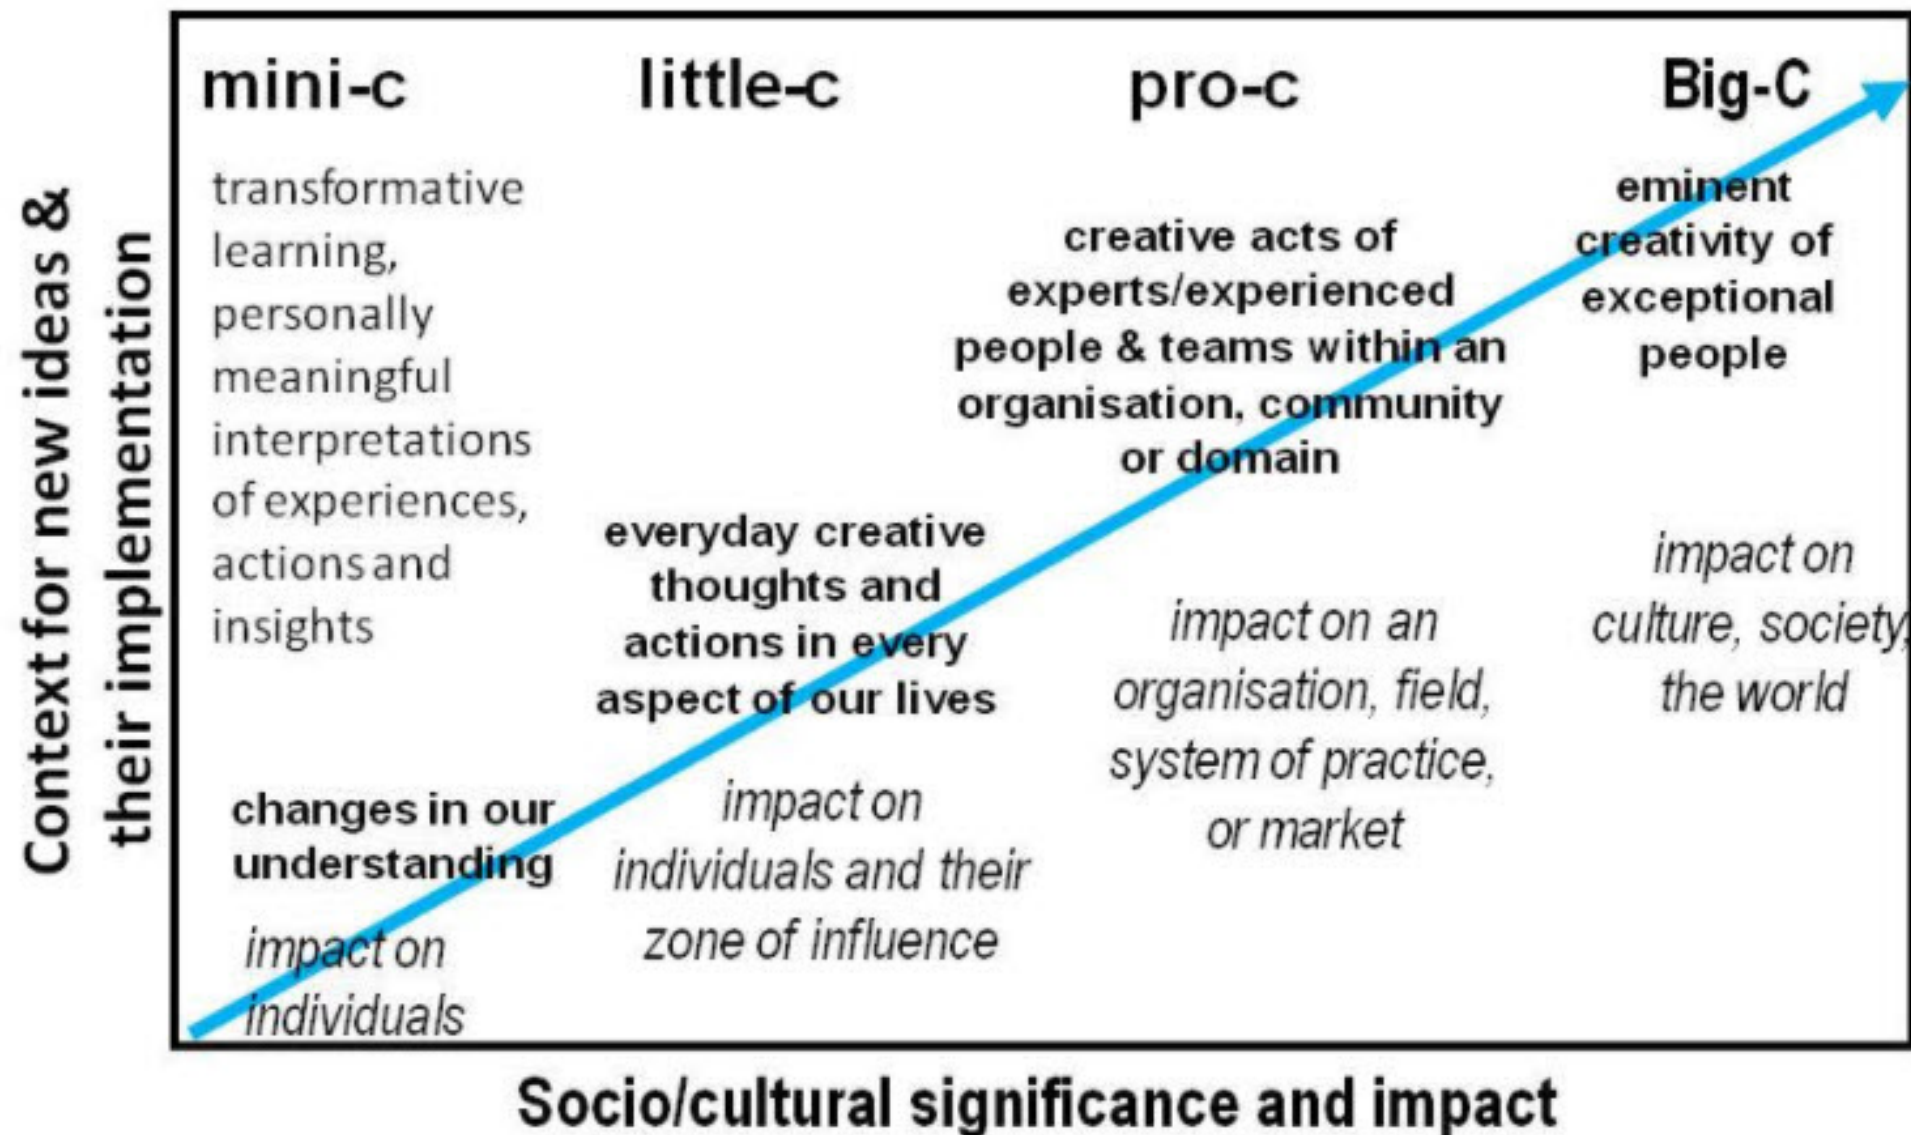 Context for new ideas &
their implementation
mini-c
transformative
learning,
personally
meaningful
interpretations
of experiences,
actions and
insights
changes in our
understanding
impact on
individuals
little-c
everyday creative
thoughts and
actions in every
aspect of our lives
impact on
individuals and their
zone of influence
pro-c
creative acts of
experts/experienced
people & teams within an
organisation, community
or domain
impact on an
organisation, field,
system of practice,
or market
Big-C
eminent
creativity of
exceptional
people
impact on
culture, society,
the world
Socio/cultural significance and impact